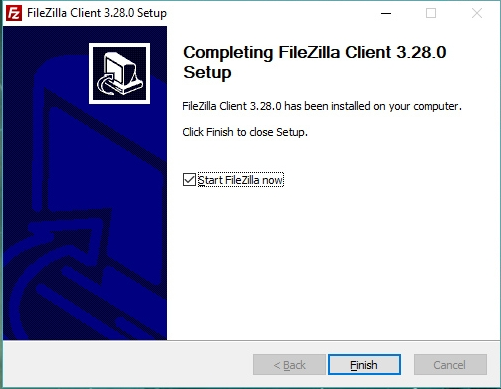 Fz FileZilla Client 3.28.0 Setup
Completing FileZilla Client 3.28.0
Setup
FileZilla Client 3.28.0 has been installed on your computer.
Click Finish to close Setup.
Start FileZilla now
< Back Finish Cancel